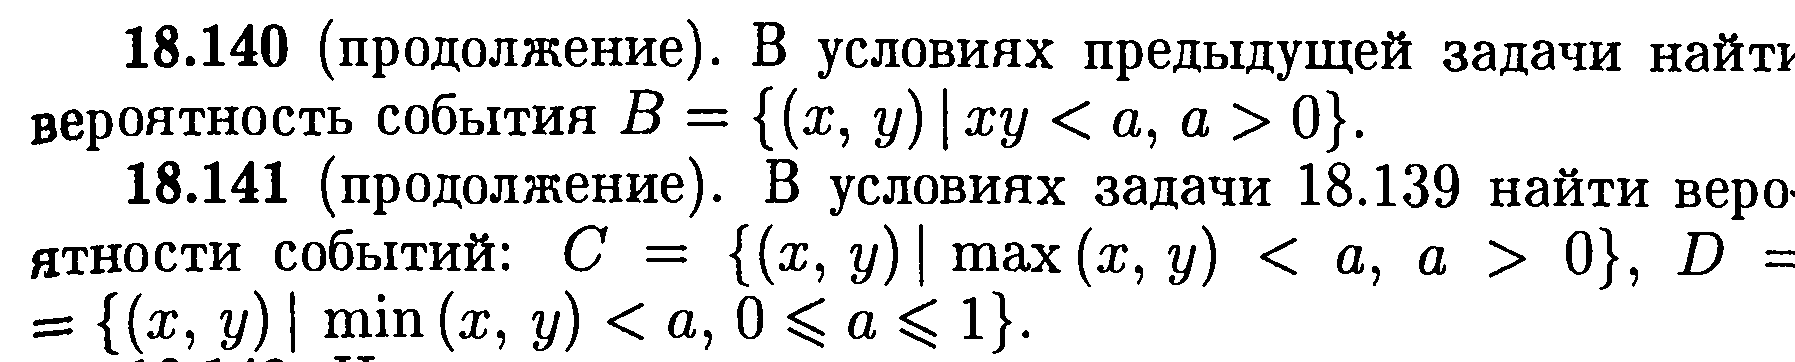 18.140 (продолжение). В условиях предыдущей задачи найти
вероятность события B = {(x, y) | xy < a, a > 0}.
18.141 (продолжение). В условиях задачи 18.139 найти веро-
ятности событий: C = {(x, y) | max (x, y) < a, a > 0}, D =
= {(x, y) | min (x, y) < a, 0 ⩽ a ⩽ 1}.